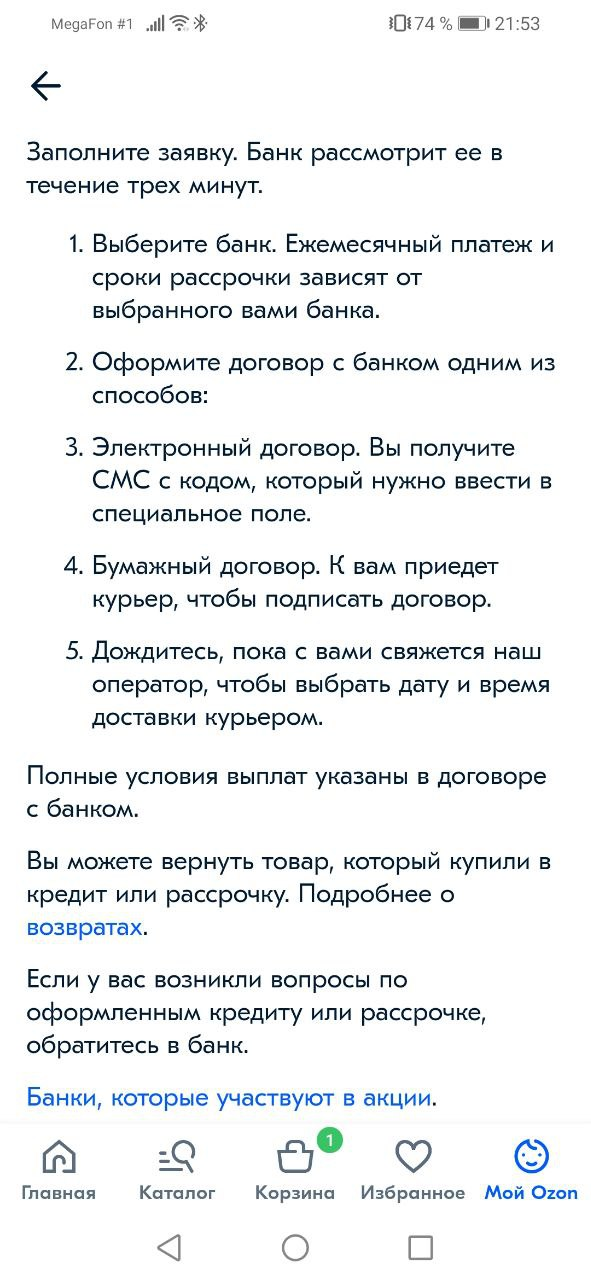 MegaFon #1 74 % 21:53
Заполните заявку. Банк рассмотрит ее в
течение трех минут.
1. Выберите банк. Ежемесячный платеж и
сроки рассрочки зависят от
выбранного вами банка.
2. Оформите договор с банком одним из
способов:
3. Электронный договор. Вы получите
СМС с кодом, который нужно ввести в
специальное поле.
4. Бумажный договор. К вам приедет
курьер, чтобы подписать договор.
5. Дождитесь, пока с вами свяжется наш
оператор, чтобы выбрать дату и время
доставки курьером.
Полные условия выплат указаны в договоре
с банком.
Вы можете вернуть товар, который купили в
кредит или рассрочку. Подробнее о
возвратах.
Если у вас возникли вопросы по
оформленным кредиту или рассрочке,
обратитесь в банк.
Банки, которые участвуют в акции.
1
Главная Каталог Корзина Избранное Мой Ozon